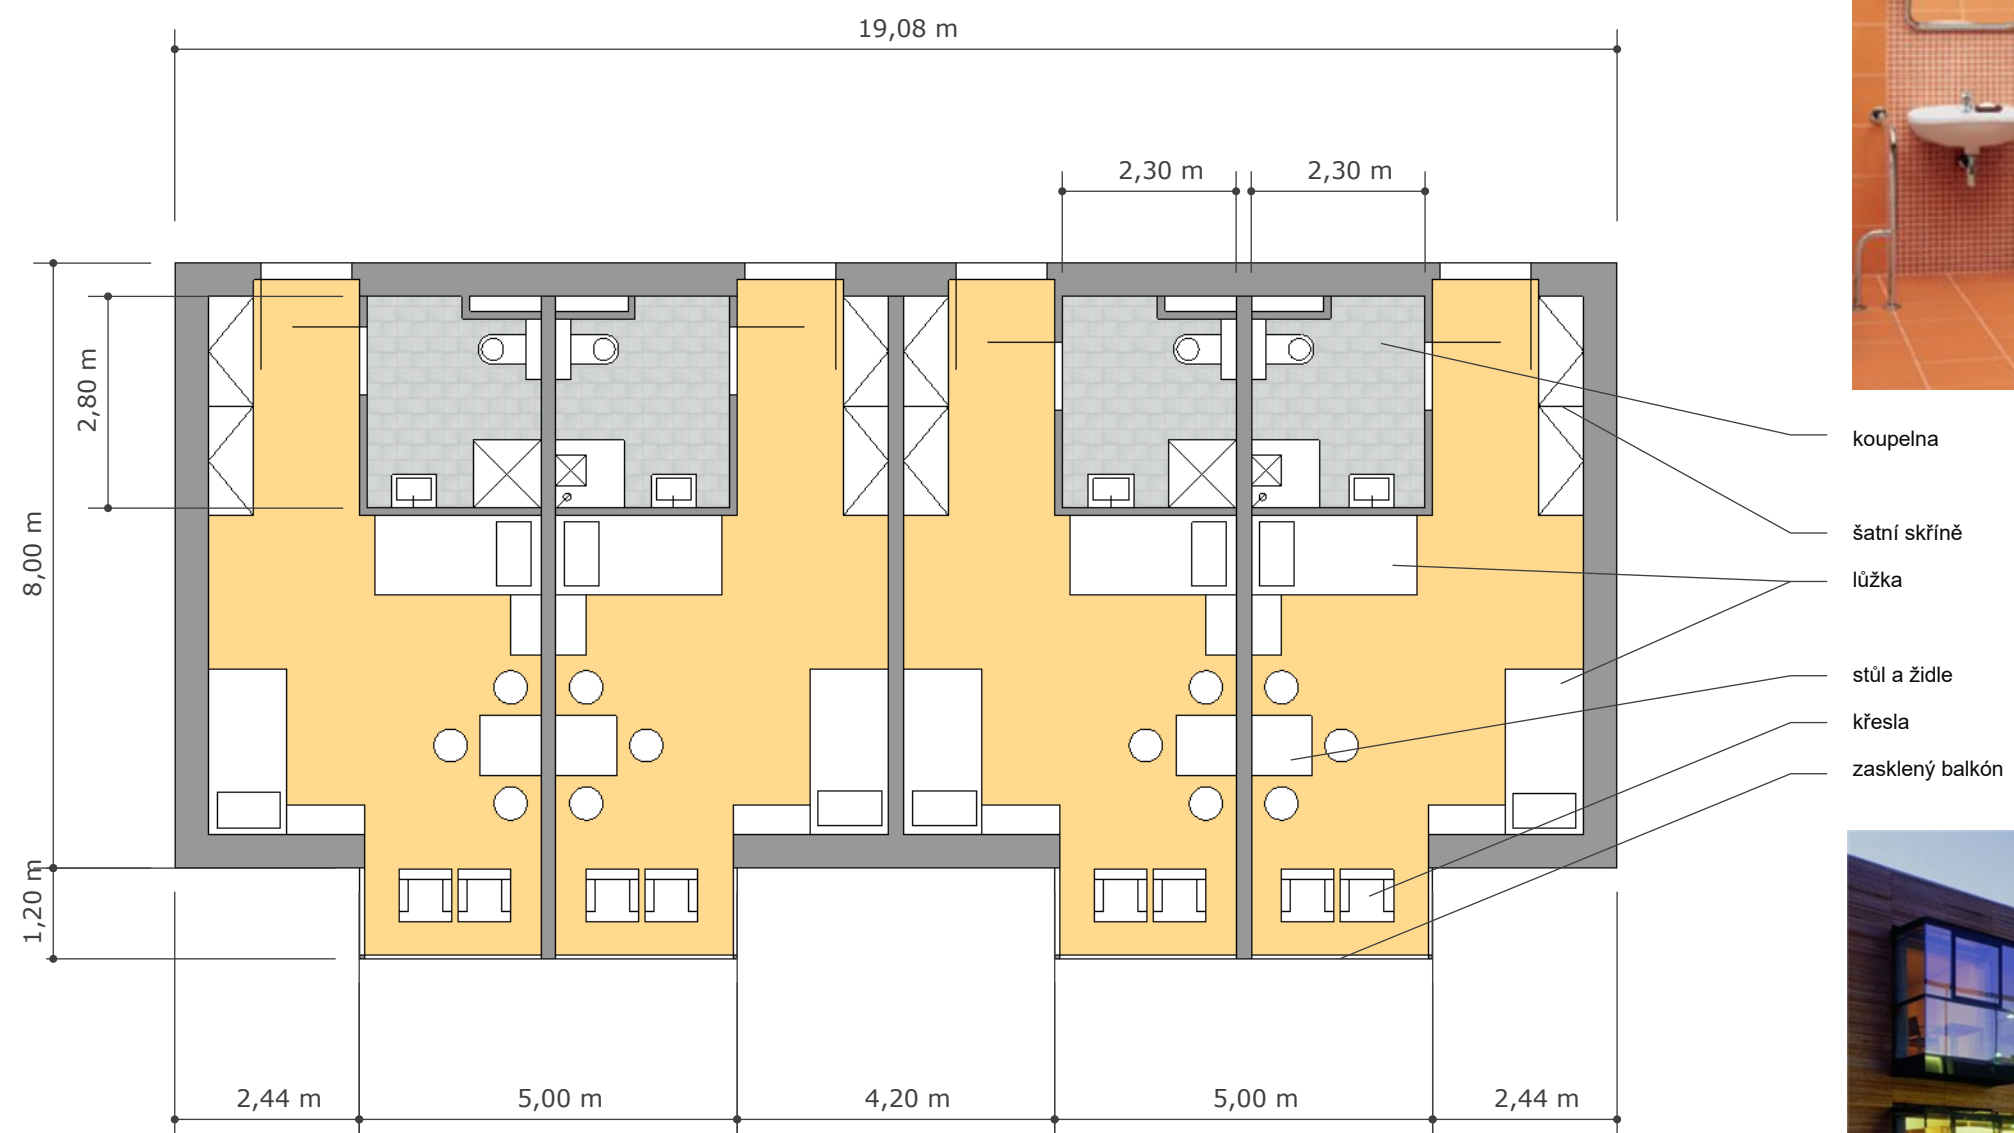 19,08 m
2,30 m
2,30 m
2,80 m
8,00 m
1,20 m
koupelna
šatní skříně
lůžka
stůl a židle
křesla
zasklený balkón
2,44 m
5,00 m
4,20 m
5,00 m
2,44 m